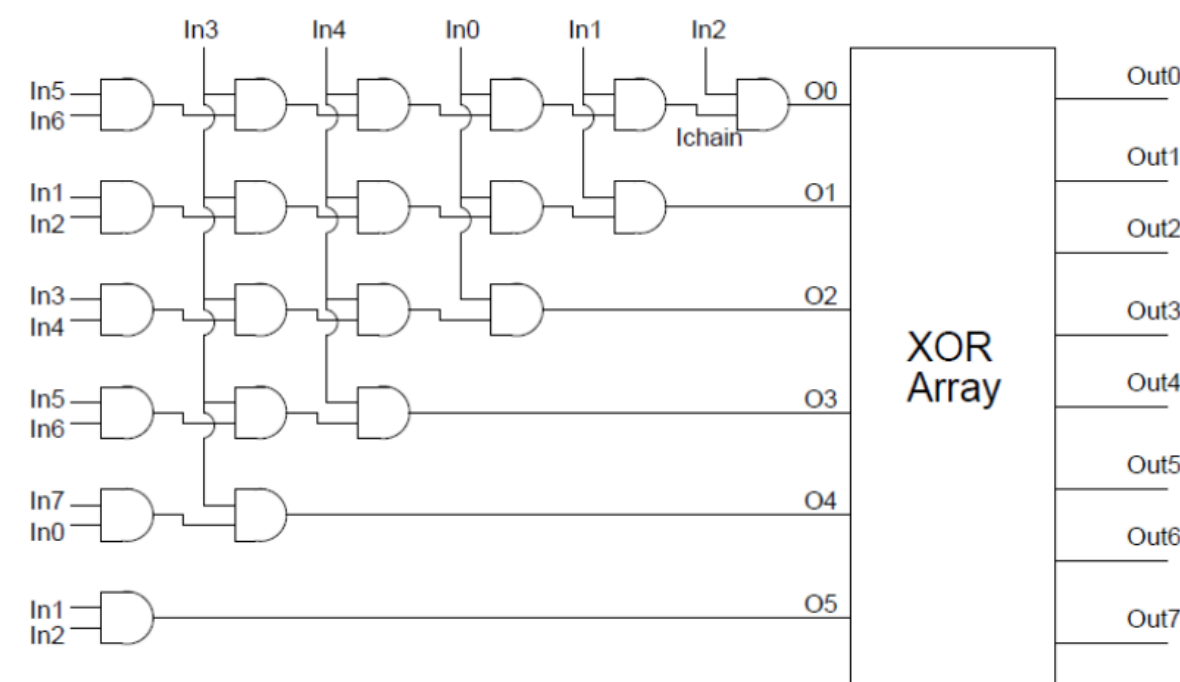 In3 In4 In0 In1 In2
In5
In6
O0
Out0
Ichain
In1
In2
O1
Out1
Out2
In3
In4
O2
Out3
XOR
Array
In5
In6
O3
Out4
In7
In0
O4
Out5
Out6
In1
In2
O5
Out7